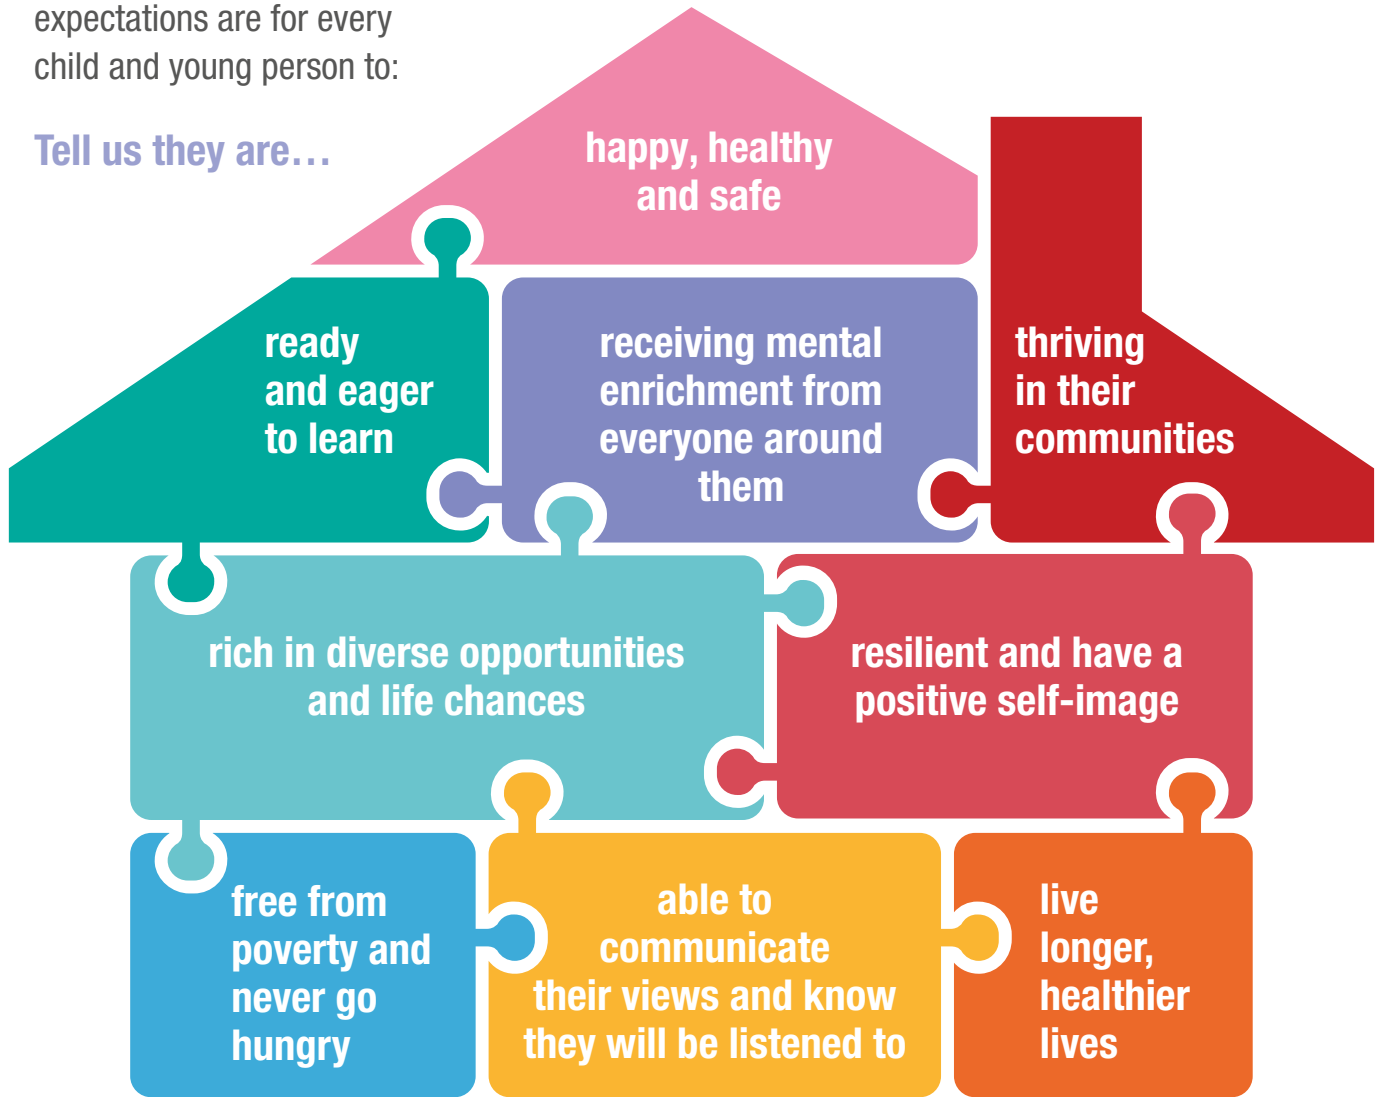 expectations are for every
child and young person to:
Tell us they are…
happy, healthy
and safe
ready
and eager
to learn
receiving mental
enrichment from
everyone around
them
thriving
in their
communities
rich in diverse opportunities
and life chances
resilient and have a
positive self-image
free from
poverty and
never go
hungry
able to
communicate
their views and know
they will be listened to
live
longer,
healthier
lives